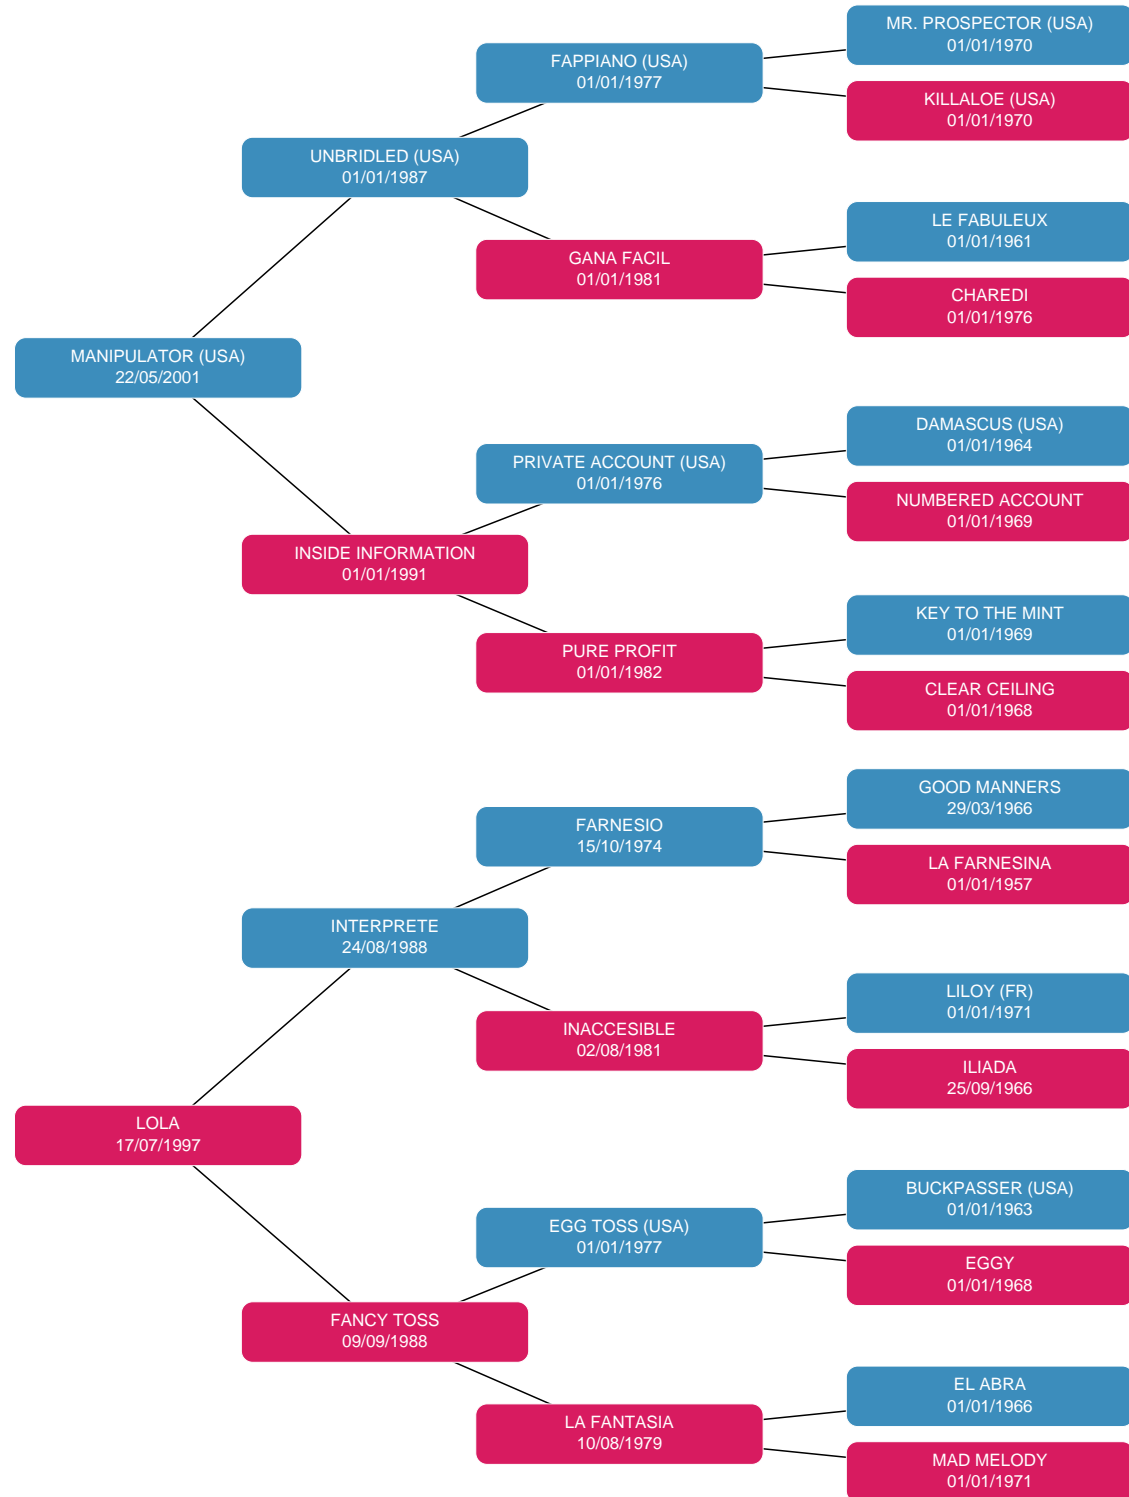 MR. PROSPECTOR (USA)
01/01/1970
FAPPIANO (USA)
01/01/1977
KILLALOE (USA)
01/01/1970
UNBRIDLED (USA)
01/01/1987
LE FABULEUX
01/01/1961
GANA FACIL
01/01/1981
CHAREDI
01/01/1976
MANIPULATOR (USA)
22/05/2001
DAMASCUS (USA)
01/01/1964
PRIVATE ACCOUNT (USA)
01/01/1976
NUMBERED ACCOUNT
01/01/1969
INSIDE INFORMATION
01/01/1991
KEY TO THE MINT
01/01/1969
PURE PROFIT
01/01/1982
CLEAR CEILING
01/01/1968
GOOD MANNERS
29/03/1966
FARNESIO
15/10/1974
LA FARNESINA
01/01/1957
INTERPRETE
24/08/1988
LILOY (FR)
01/01/1971
INACCESIBLE
02/08/1981
ILIADA
25/09/1966
LOLA
17/07/1997
BUCKPASSER (USA)
01/01/1963
EGG TOSS (USA)
01/01/1977
EGGY
01/01/1968
FANCY TOSS
09/09/1988
EL ABRA
01/01/1966
LA FANTASIA
10/08/1979
MAD MELODY
01/01/1971